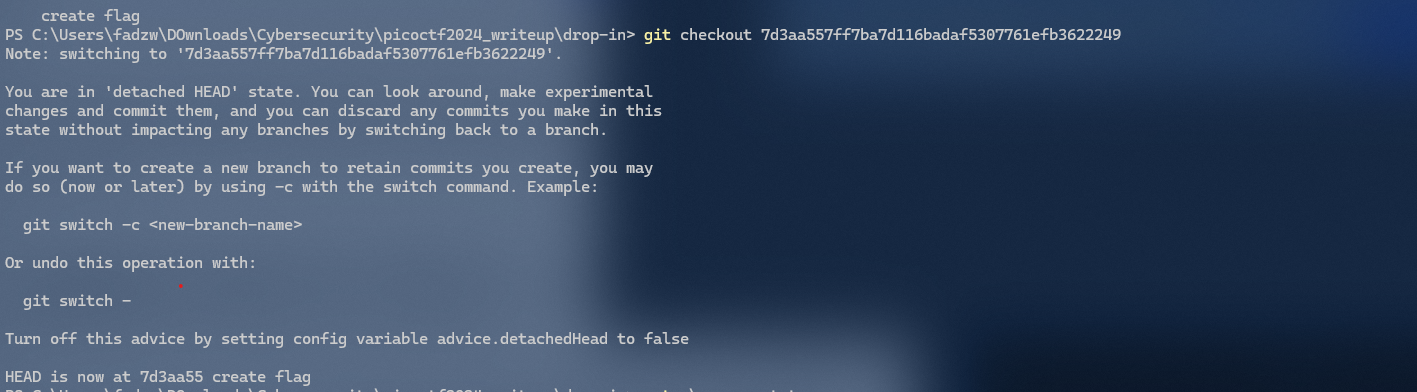 create flag
PS C:\Users\fadzw\DOwnloads\Cybersecurity\picoctf2024_writeup\drop-in> git checkout 7d3aa557ff7ba7d116badaf5307761efb3622249
Note: switching to '7d3aa557ff7ba7d116badaf5307761efb3622249'.
You are in 'detached HEAD' state. You can look around, make experimental
changes and commit them, and you can discard any commits you make in this
state without impacting any branches by switching back to a branch.
If you want to create a new branch to retain commits you create, you may
do so (now or later) by using -c with the switch command. Example:
git switch -c <new-branch-name>
Or undo this operation with:
git switch -
Turn off this advice by setting config variable advice.detachedHead to false
HEAD is now at 7d3aa55 create flag